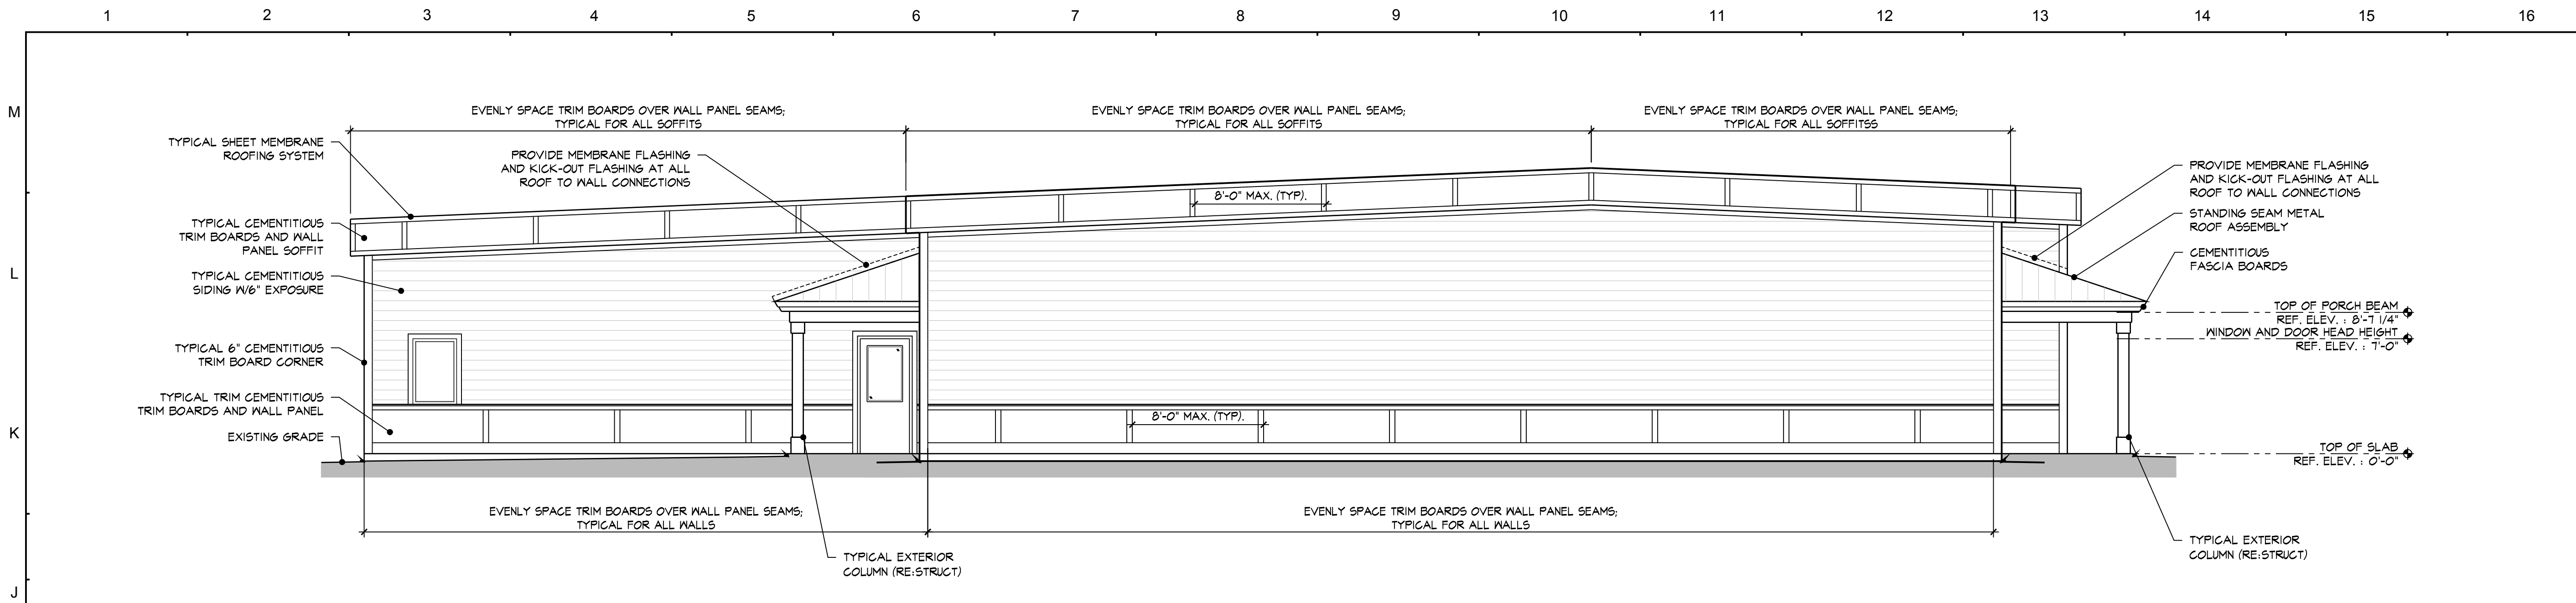 1 2 3 4 5 6 7 8 9 10 11 12 13 14 15 16
M
L
K
J
EVENLY SPACE TRIM BOARDS OVER WALL PANEL SEAMS;
TYPICAL FOR ALL SOFFITS
EVENLY SPACE TRIM BOARDS OVER WALL PANEL SEAMS;
TYPICAL FOR ALL SOFFITS
EVENLY SPACE TRIM BOARDS OVER WALL PANEL SEAMS;
TYPICAL FOR ALL SOFFITSS
TYPICAL SHEET MEMBRANE
ROOFING SYSTEM
PROVIDE MEMBRANE FLASHING
AND KICK-OUT FLASHING AT ALL
ROOF TO WALL CONNECTIONS
8'-0" MAX. (TYP).
PROVIDE MEMBRANE FLASHING
AND KICK-OUT FLASHING AT ALL
ROOF TO WALL CONNECTIONS
TYPICAL CEMENTITIOUS
TRIM BOARDS AND WALL
PANEL SOFFIT
STANDING SEAM METAL
ROOF ASSEMBLY
CEMENTITIOUS
FASCIA BOARDS
TYPICAL CEMENTITIOUS
SIDING W/6" EXPOSURE
TOP OF PORCH BEAM
REF. ELEV. : 8'-7 1/4"
WINDOW AND DOOR HEAD HEIGHT
REF. ELEV. : 7'-0"
TYPICAL 6" CEMENTITIOUS
TRIM BOARD CORNER
TYPICAL TRIM CEMENTITIOUS
TRIM BOARDS AND WALL PANEL
8'-0" MAX. (TYP).
EXISTING GRADE
TOP OF SLAB
REF. ELEV. : 0'-0"
EVENLY SPACE TRIM BOARDS OVER WALL PANEL SEAMS;
TYPICAL FOR ALL WALLS
EVENLY SPACE TRIM BOARDS OVER WALL PANEL SEAMS;
TYPICAL FOR ALL WALLS
TYPICAL EXTERIOR
COLUMN (RE:STRUCT)
TYPICAL EXTERIOR
COLUMN (RE:STRUCT)